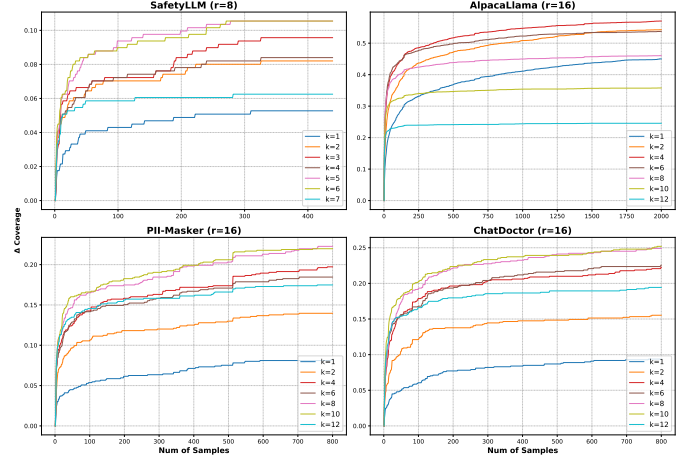 SafetyLLM (r=8)
0.10
0.08
0.06
0.04
0.02
0.00
0
100
200
300
400
k=1
k=2
k=3
k=4
k=5
k=6
k=7
AlpacaLlama (r=16)
0.5
0.4
0.3
0.2
0.1
0.0
0
250
500
750
1000
1250
1500
1750
2000
k=1
k=2
k=4
k=6
k=8
k=10
k=12
Δ Coverage
PII-Masker (r=16)
0.20
0.15
0.10
0.05
0.00
0
100
200
300
400
500
600
700
800
Num of Samples
k=1
k=2
k=4
k=6
k=8
k=10
k=12
ChatDoctor (r=16)
0.25
0.20
0.15
0.10
0.05
0.00
0
100
200
300
400
500
600
700
800
Num of Samples
k=1
k=2
k=4
k=6
k=8
k=10
k=12